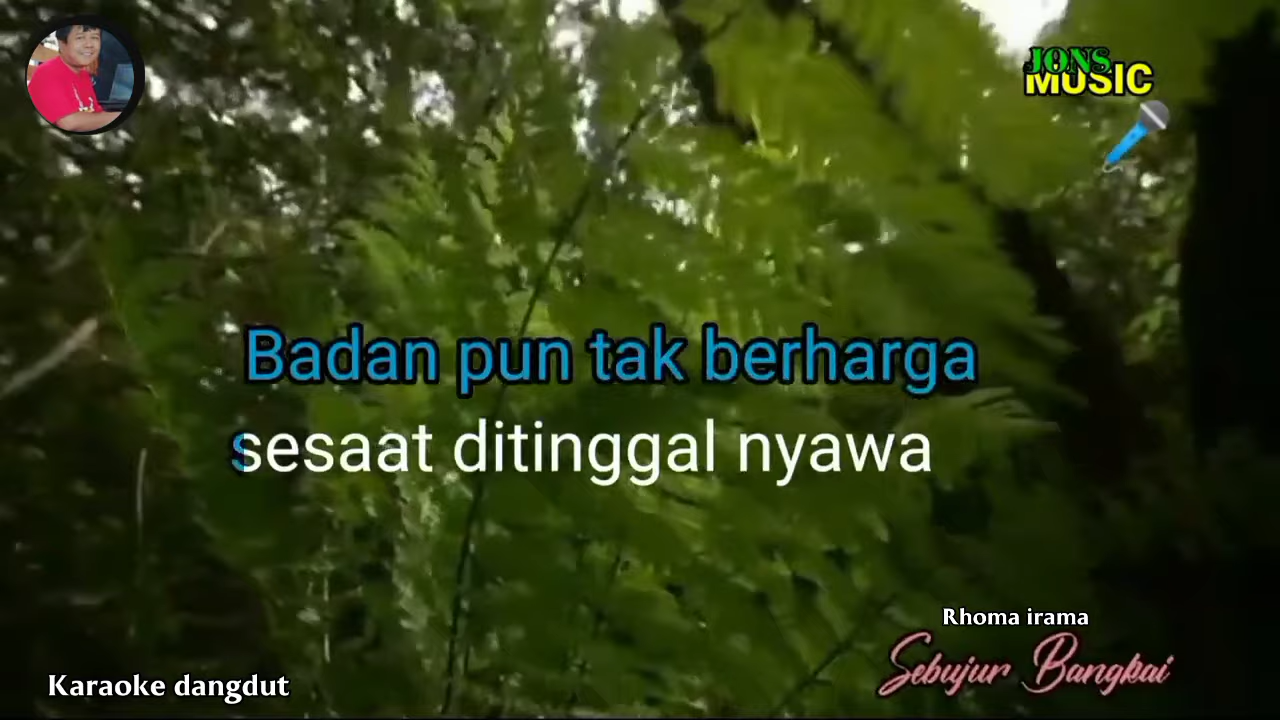 JONS
MUSIC
Badan pun tak berharga
sesaat ditinggal nyawa
Rhoma irama
Sebujur Bangkai
Karaoke dangdut